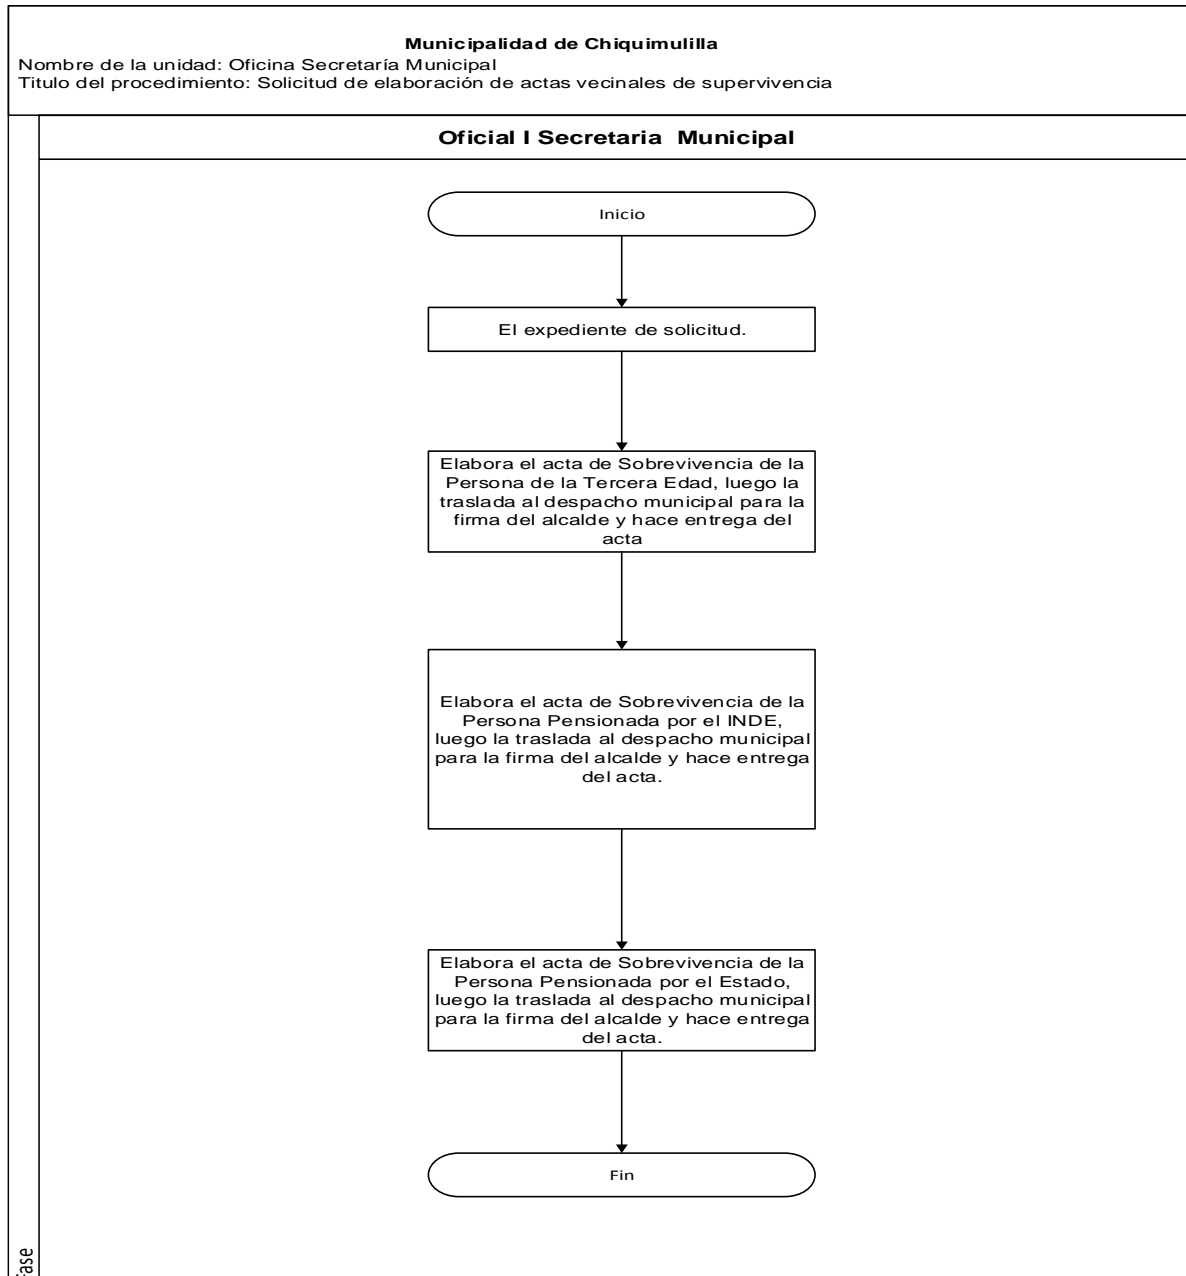 Municipalidad de Chiquimulilla
Nombre de la unidad: Oficina Secretaría Municipal
Titulo del procedimiento: Solicitud de elaboración de actas vecinales de supervivencia
Oficial I Secretaria Municipal
Inicio
El expediente de solicitud.
Elabora el acta de Sobrevivencia de la
Persona de la Tercera Edad, luego la
traslada al despacho municipal para la
firma del alcalde y hace entrega del
acta
Elabora el acta de Sobrevivencia de la
Persona Pensionada por el INDE,
luego la traslada al despacho municipal
para la firma del alcalde y hace entrega
del acta.
Elabora el acta de Sobrevivencia de la
Persona Pensionada por el Estado,
luego la traslada al despacho municipal
para la firma del alcalde y hace entrega
del acta.
Fin
Fase